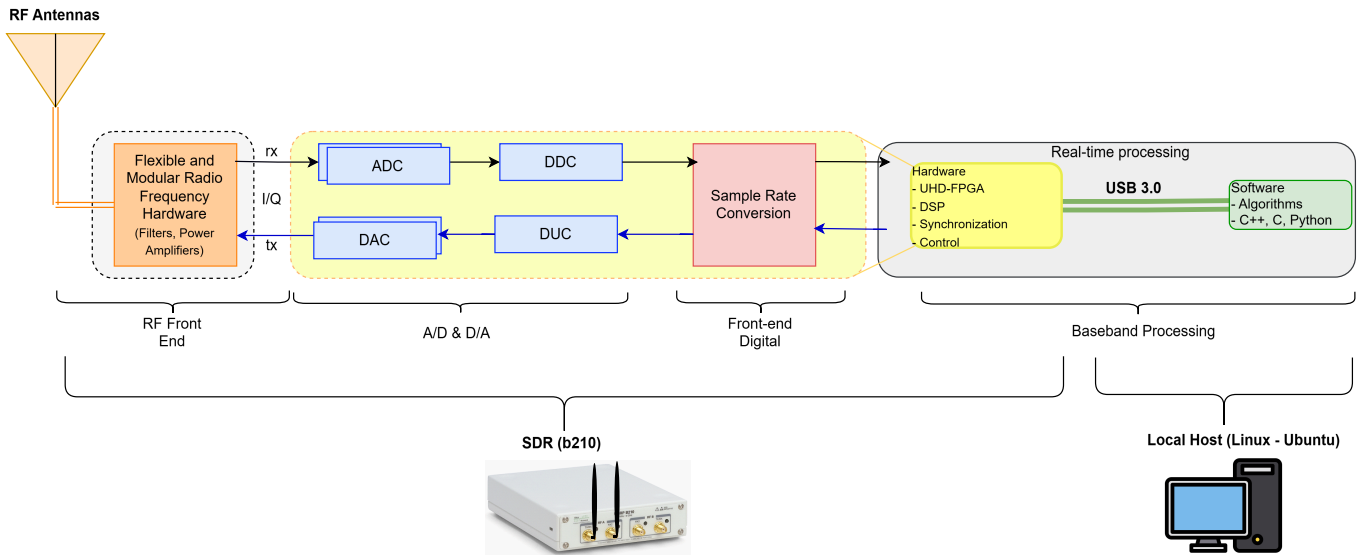 RF Antennas
Flexible and
Modular Radio
Frequency
Hardware
(Filters, Power
Amplifiers)
rx
I/Q
tx
ADC
DDC
DAC
DUC
Sample Rate
Conversion
Real-time processing
Hardware
- UHD-FPGA
- DSP
- Synchronization
- Control
USB 3.0
Software
- Algorithms
- C++, C, Python
RF Front
End
A/D & D/A
Front-end
Digital
Baseband Processing
SDR (b210)
Local Host (Linux - Ubuntu)